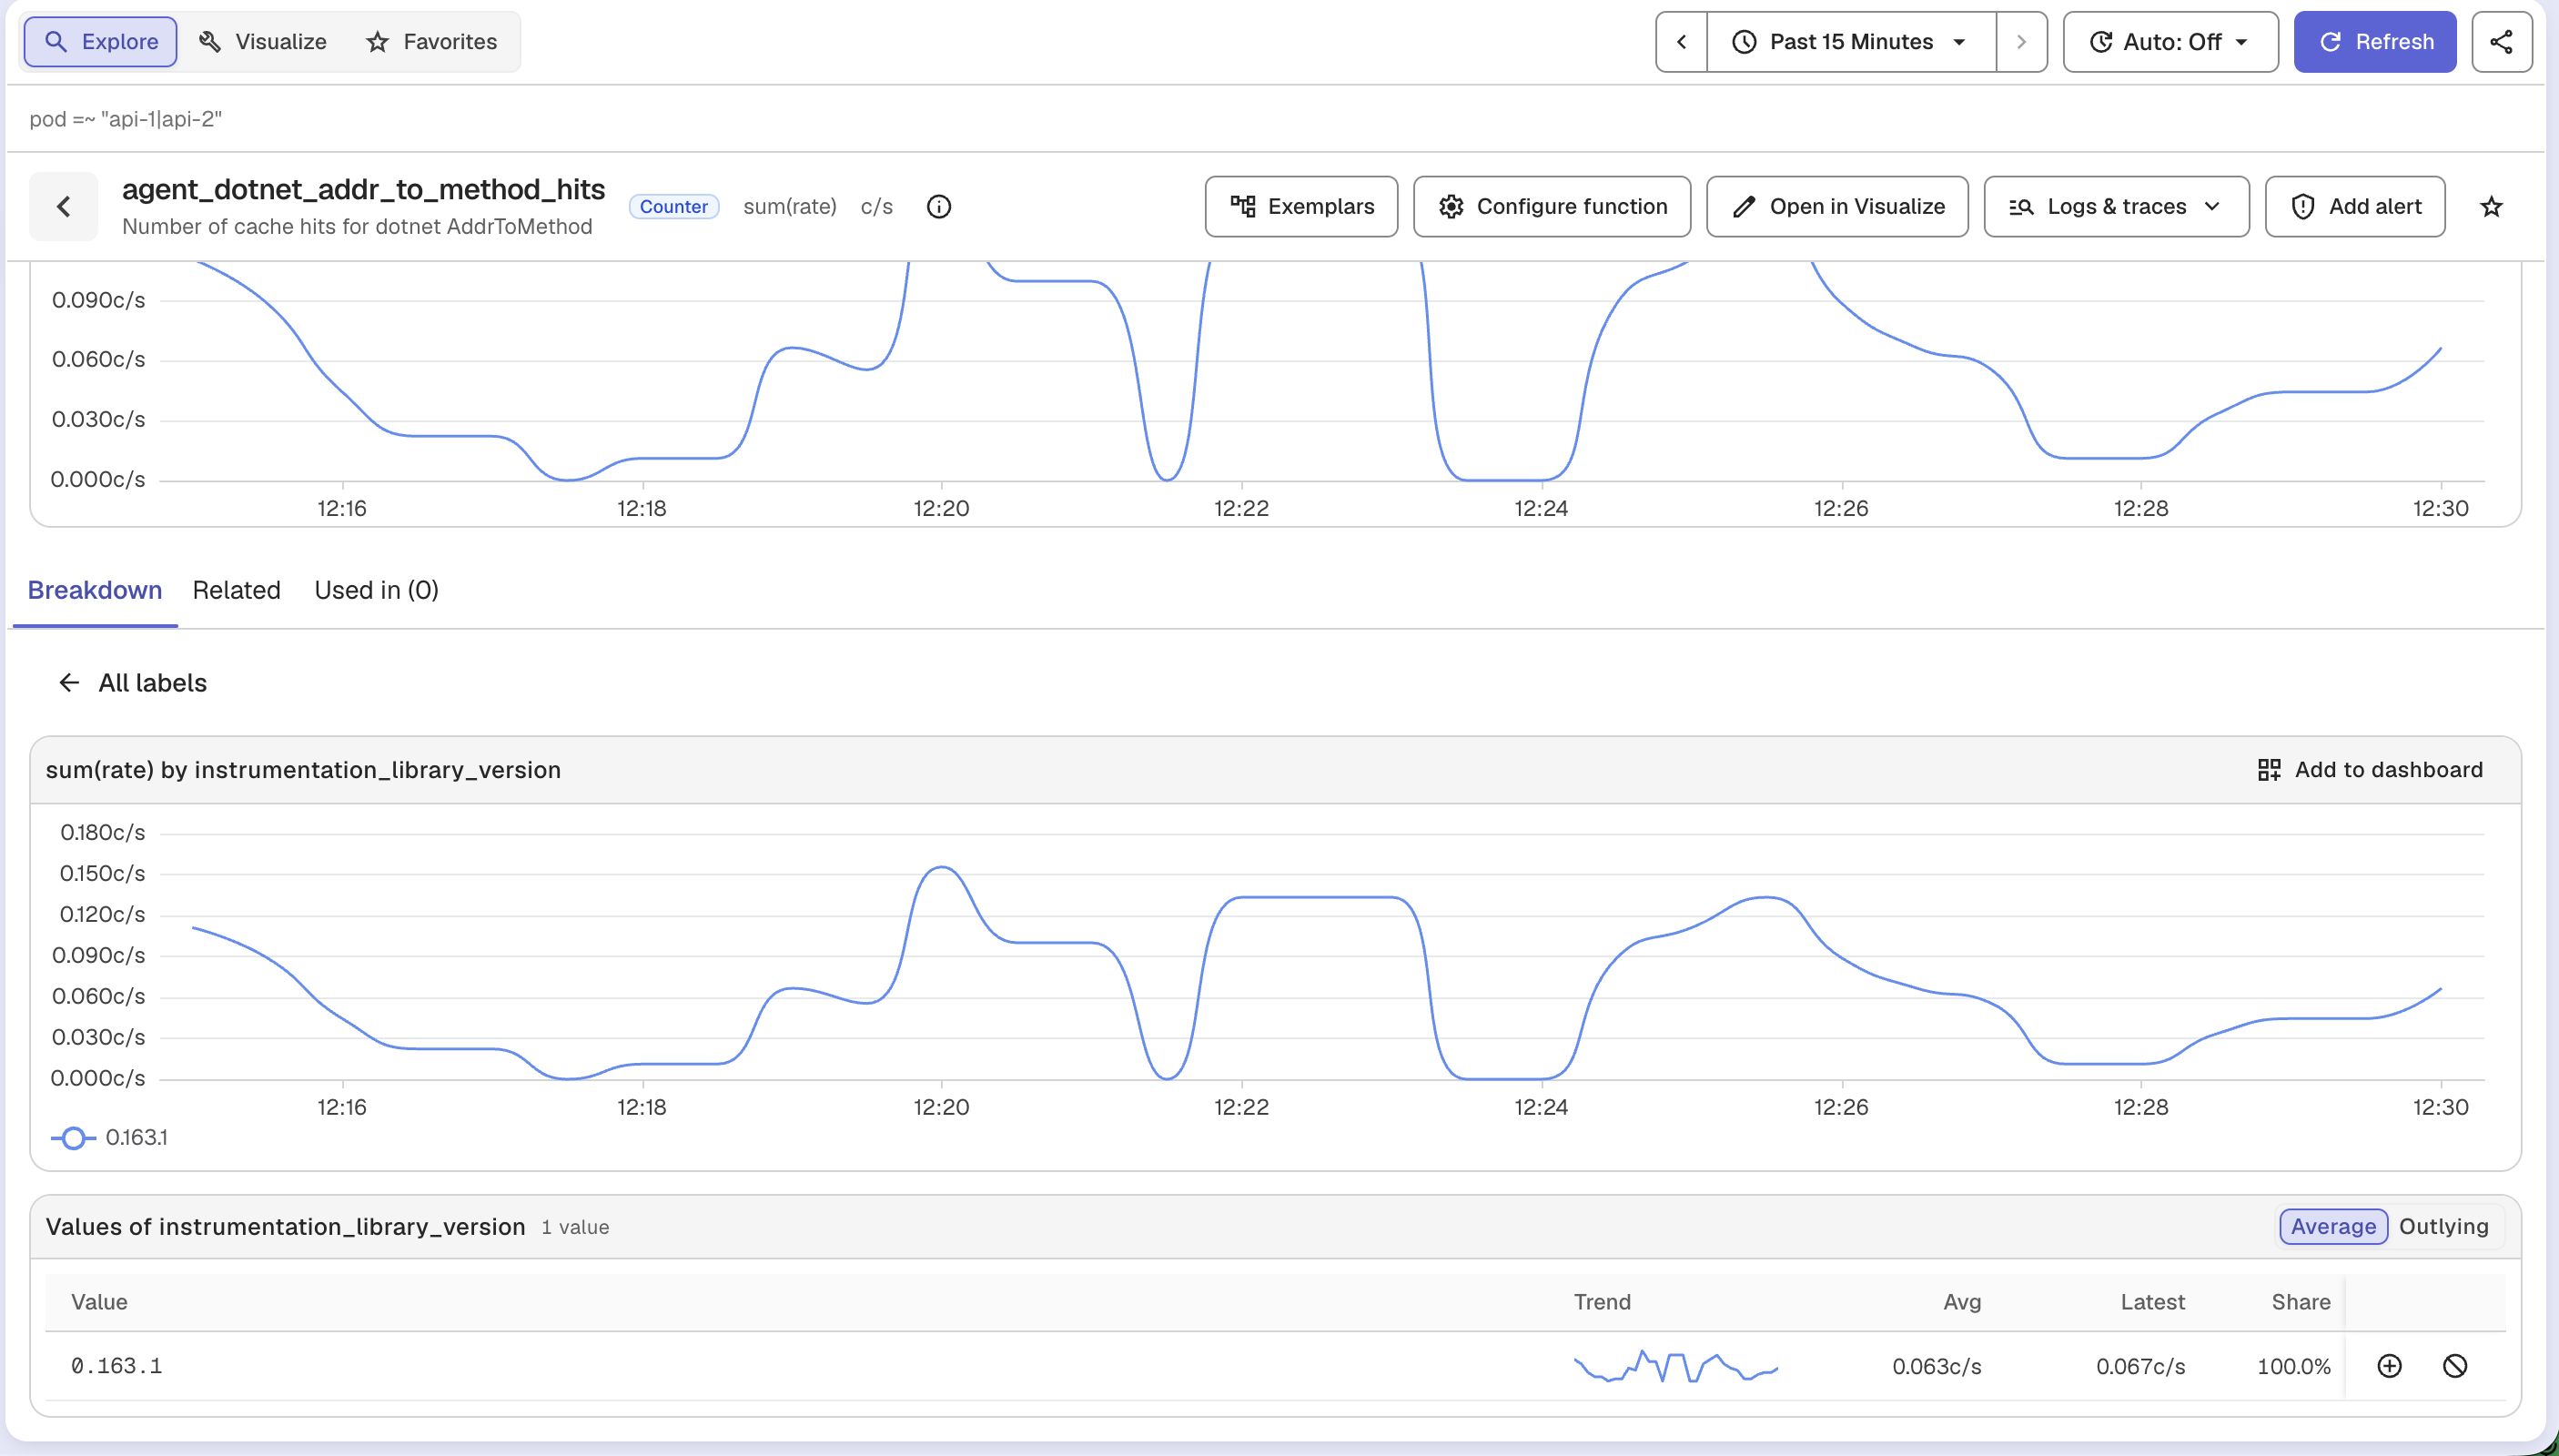 Explore Visualize Favorites Past 15 Minutes Auto: Off Refresh
pod =~ "api-1|api-2"
agent_dotnet_addr_to_method_hits
Number of cache hits for dotnet AddrToMethod
Counter sum(rate) c/s Exemplars Configure function Open in Visualize Logs & traces Add alert
0.090c/s
0.060c/s
0.030c/s
0.000c/s
12:16 12:18 12:20 12:22 12:24 12:26 12:28 12:30
Breakdown Related Used in (0)
All labels
sum(rate) by instrumentation_library_version Add to dashboard
0.180c/s
0.150c/s
0.120c/s
0.090c/s
0.060c/s
0.030c/s
0.000c/s
12:16 12:18 12:20 12:22 12:24 12:26 12:28 12:30
0.163.1
Values of instrumentation_library_version 1 value Average Outlying
Value Trend Avg Latest Share
0.163.1 0.063c/s 0.067c/s 100.0%